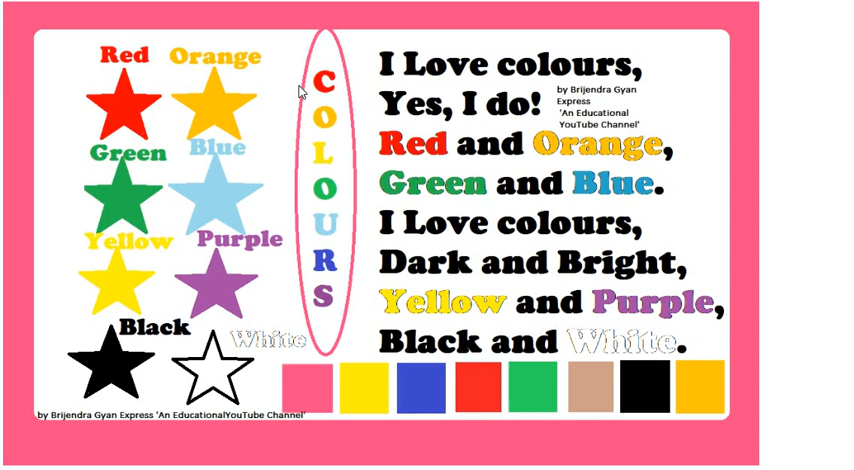 Red Orange
Green Blue
Yellow Purple
Black White
by Brijendra Gyan Express 'An EducationalYouTube Channel'
C
O
L
O
U
R
S
I Love colours,
Yes, I do!
by Brijendra Gyan
Express
'An Educational
YouTube Channel'
Red and Orange,
Green and Blue.
I Love colours,
Dark and Bright,
Yellow and Purple,
Black and White.